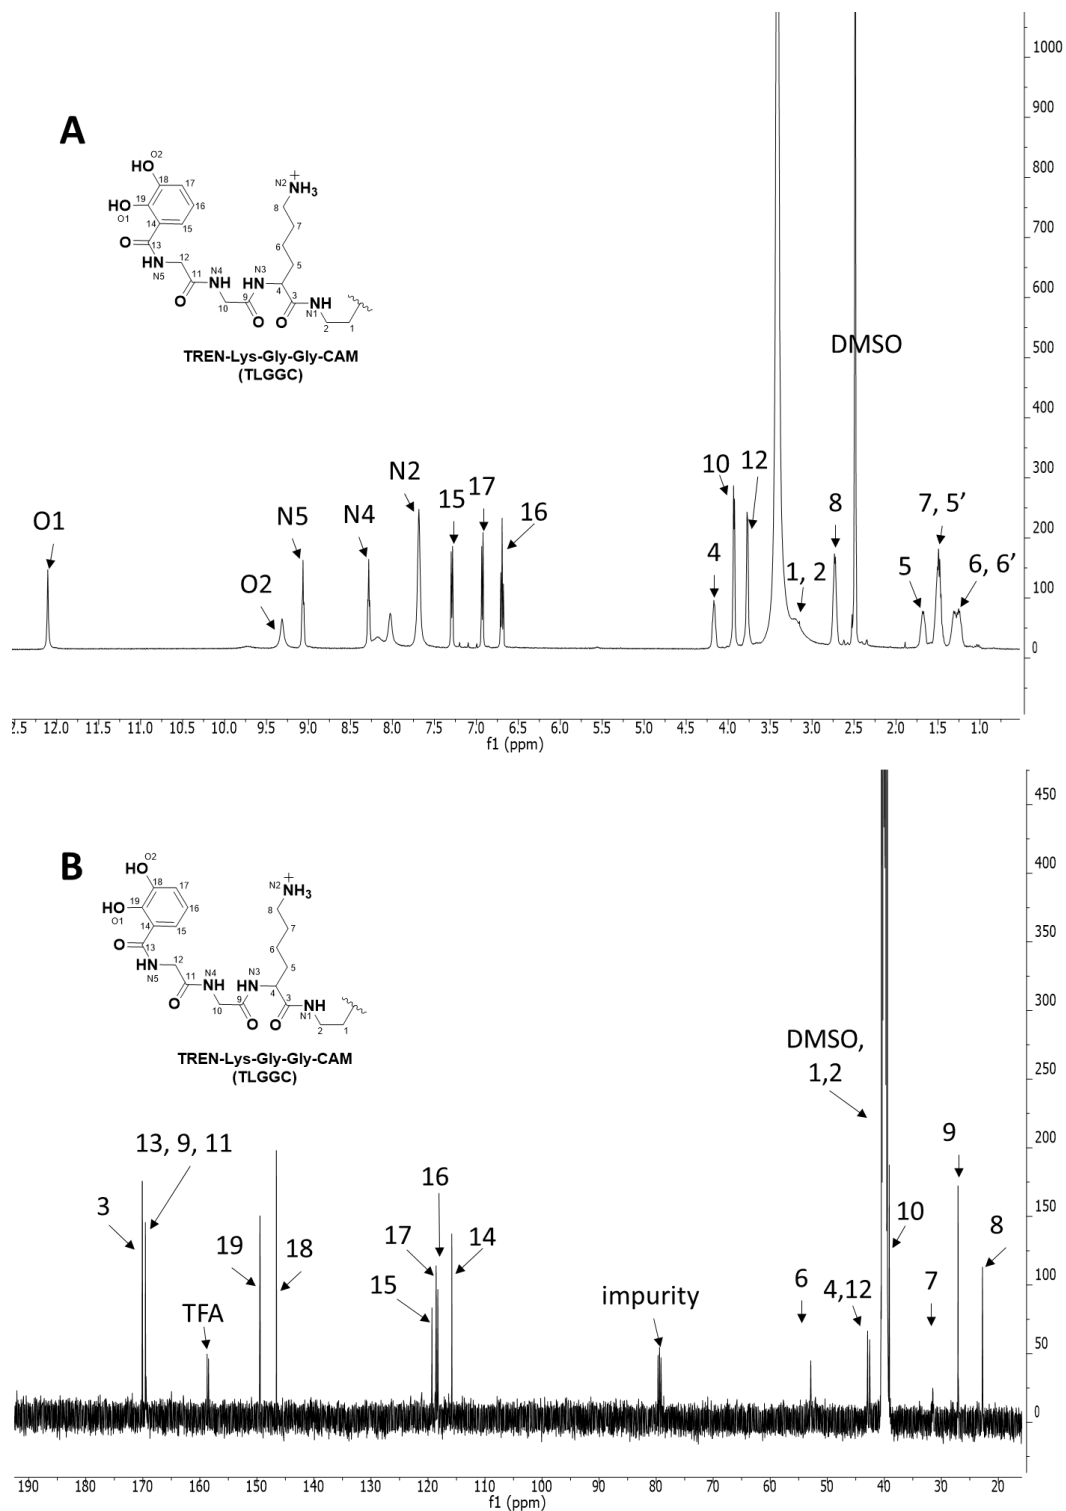 A
O2
HO
18
17
19
HO
16
O1
14
15
O
13
12
HN
N5
N4
11
NH
O
10
9
O
N3
HN
4
3
O
NH
N1
2
1
5
6
7
8
N2
+
NH3
TREN-Lys-Gly-Gly-CAM
(TLGGC)
DMSO
O1
O2
N5
N4
N2
15
17
16
4
10
12
1, 2
8
5
7, 5’
6, 6’
1000
900
800
700
600
500
400
300
200
100
0
2.5
12.0
11.5
11.0
10.5
10.0
9.5
9.0
8.5
8.0
7.5
7.0
6.5
6.0
5.5
5.0
4.5
4.0
3.5
3.0
2.5
2.0
1.5
1.0
f1 (ppm)
B
O2
HO
18
17
19
HO
16
O1
14
15
O
13
12
HN
N5
N4
11
NH
O
10
9
O
N3
HN
4
3
O
NH
N1
2
1
5
6
7
8
N2
+
NH3
TREN-Lys-Gly-Gly-CAM
(TLGGC)
DMSO,
1,2
3
13, 9, 11
TFA
19
18
15
17
16
14
impurity
6
4,12
10
7
9
8
450
400
350
300
250
200
150
100
50
0
190
180
170
160
150
140
130
120
110
100
90
80
70
60
50
40
30
20
f1 (ppm)